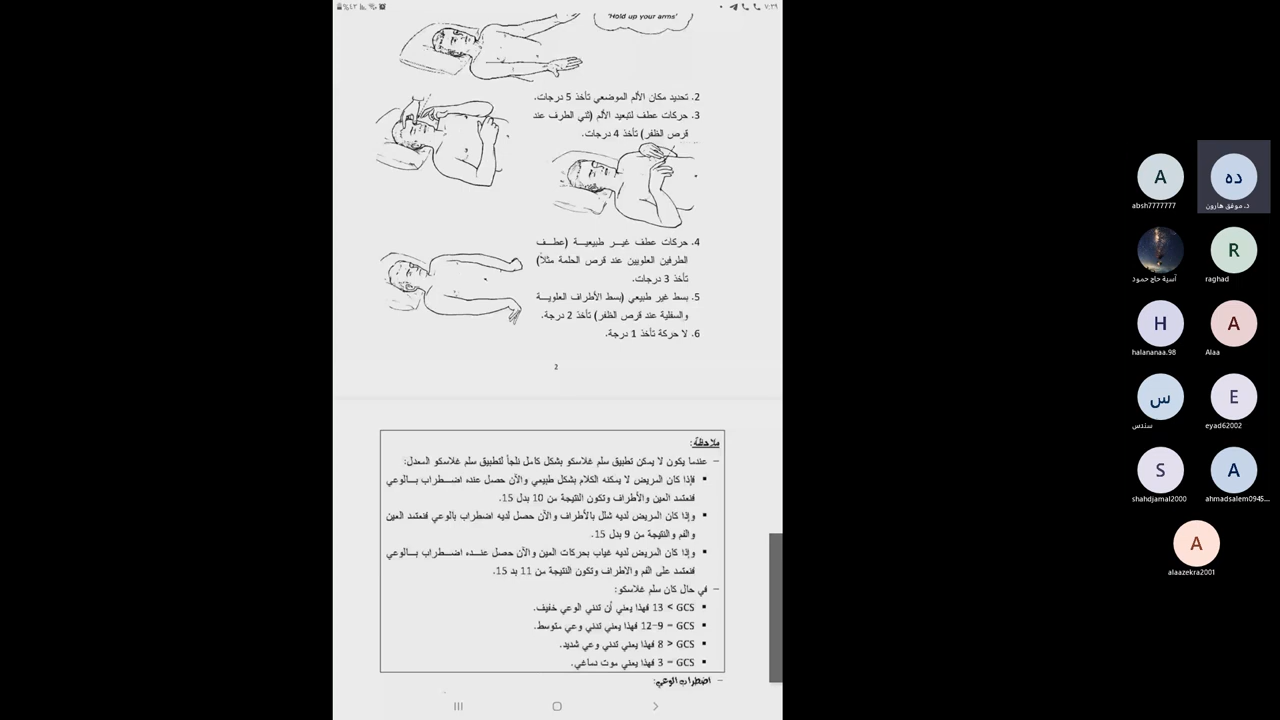 ٪٤٣
٧:٢٩
'Hold up your arms'
2. تحديد مكان الألم الموضعي تأخذ 5 درجات.
3. حركات عطف لتبعيد الألم (ثني الطرف عند
قرص الظفر) تأخذ 4 درجات.
4. حركات عطف غير طبيعية (عطف
الطرفين العلويين عند قرص الحلمة مثلاً)
تأخذ 3 درجات.
5. بسط غير طبيعي (بسط الأطراف العلوية
والسفلية عند قرص الظفر) تأخذ 2 درجة.
6. لا حركة تأخذ 1 درجة.
2
ملاحظة:
– عندما يكون لا يمكن تطبيق سلم غلاسكو بشكل كامل نلجأ لتطبيق سلم غلاسكو المعدل:
▪ فإذا كان المريض لا يمكنه الكلام بشكل طبيعي والآن حصل عنده اضطراب بالوعي
فنعتمد العين والأطراف وتكون النتيجة من 10 بدل 15.
▪ وإذا كان المريض لديه شلل بالأطراف والآن حصل لديه اضطراب بالوعي فنعتمد العين
والفم والنتيجة من 9 بدل 15.
▪ وإذا كان المريض لديه غياب بحركات العين والآن حصل عنده اضطراب بالوعي
فنعتمد على الفم والاطراف وتكون النتيجة من 11 بد 15.
– في حال كان سلم غلاسكو:
▪ GCS > 13 فهذا يعني أن تدني الوعي خفيف.
▪ GCS = 9–12 فهذا يعني تدني وعي متوسط.
▪ GCS < 8 فهذا يعني تدني وعي شديد.
▪ GCS = 3 فهذا يعني موت دماغي.
– اضطراب الوعي:
A
absh7777777
ده
د. موفق هارون
آسية حاج حمود
R
raghad
H
halananaa.98
A
Alaa
س
سندس
E
eyad62002
S
shahdjamal2000
A
ahmadsalem0945...
A
alaazekra2001